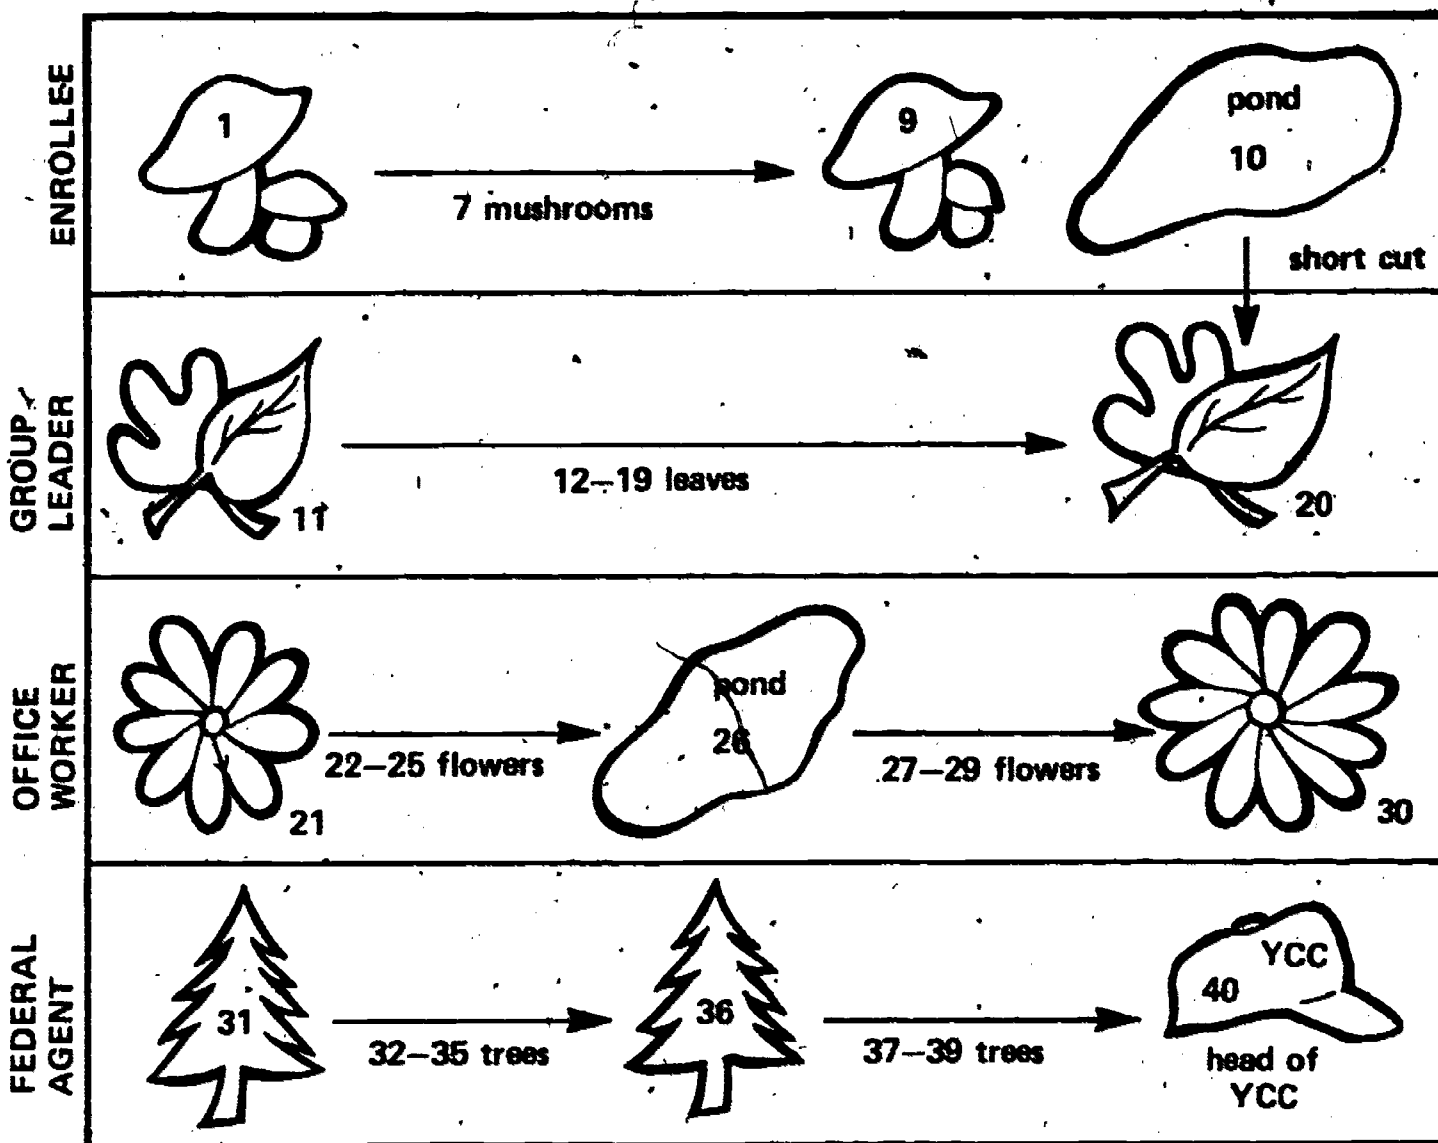 ENROLLEE
1
7 mushrooms
9
pond
10
short cut
GROUP
LEADER
11
12–19 leaves
20
OFFICE
WORKER
21
22–25 flowers
pond
26
27–29 flowers
30
FEDERAL
AGENT
31
32–35 trees
36
37–39 trees
YCC
40
head of
YCC